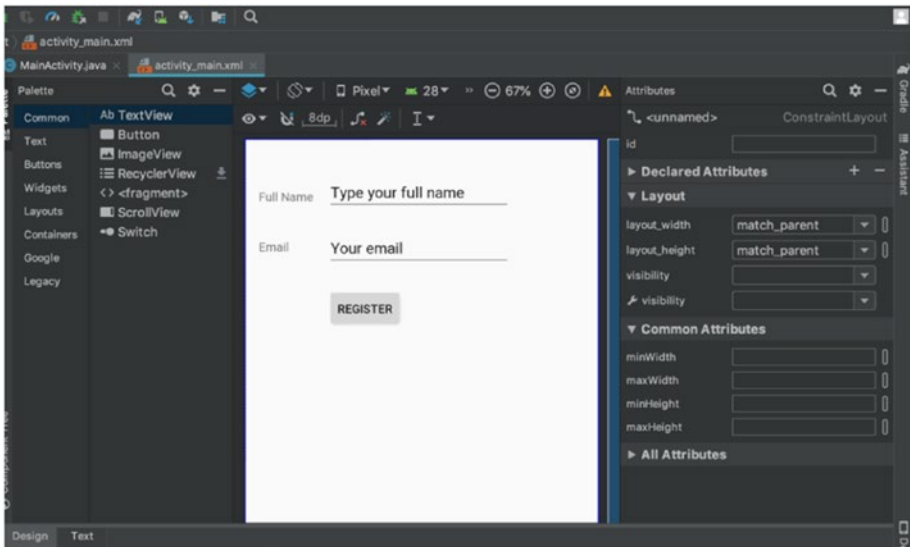 activity_main.xml
MainActivity.java × activity_main.xml ×
Palette
Common
Text
Buttons
Widgets
Layouts
Containers
Google
Legacy
Ab TextView
Button
ImageView
RecyclerView
<> <fragment>
ScrollView
Switch
Pixel 28 » 67%
8dp
Full Name Type your full name
Email Your email
REGISTER
Attributes
<unnamed> ConstraintLayout
id
Declared Attributes + −
Layout
layout_width match_parent
layout_height match_parent
visibility
visibility
Common Attributes
minWidth
maxWidth
minHeight
maxHeight
All Attributes
Gradle
Assistant
Design Text